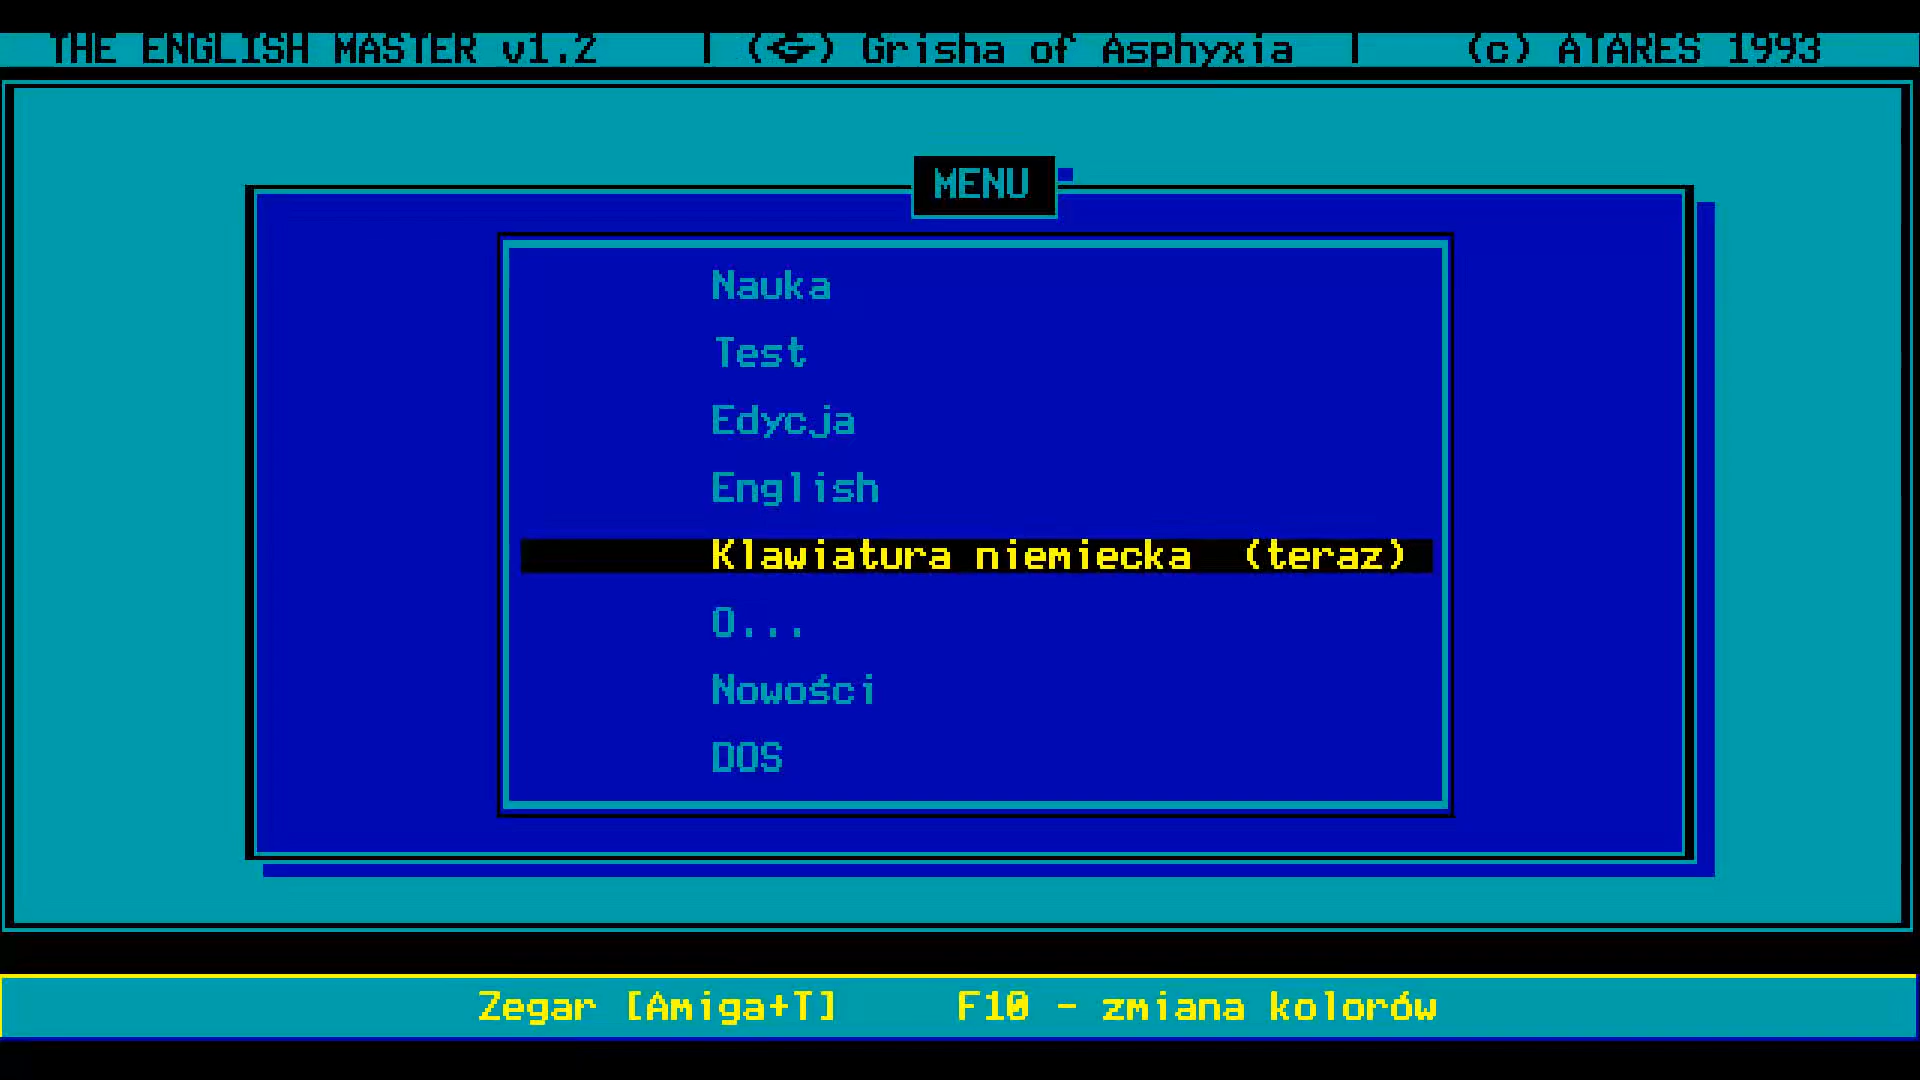 THE ENGLISH MASTER v1.2 | (G) Grisha of Asphyxia | (c) ATARES 1993
MENU
Nauka
Test
Edycja
English
Klawiatura niemiecka (teraz)
O...
Nowości
DOS
Zegar [Amiga+T] F10 - zmiana kolorów